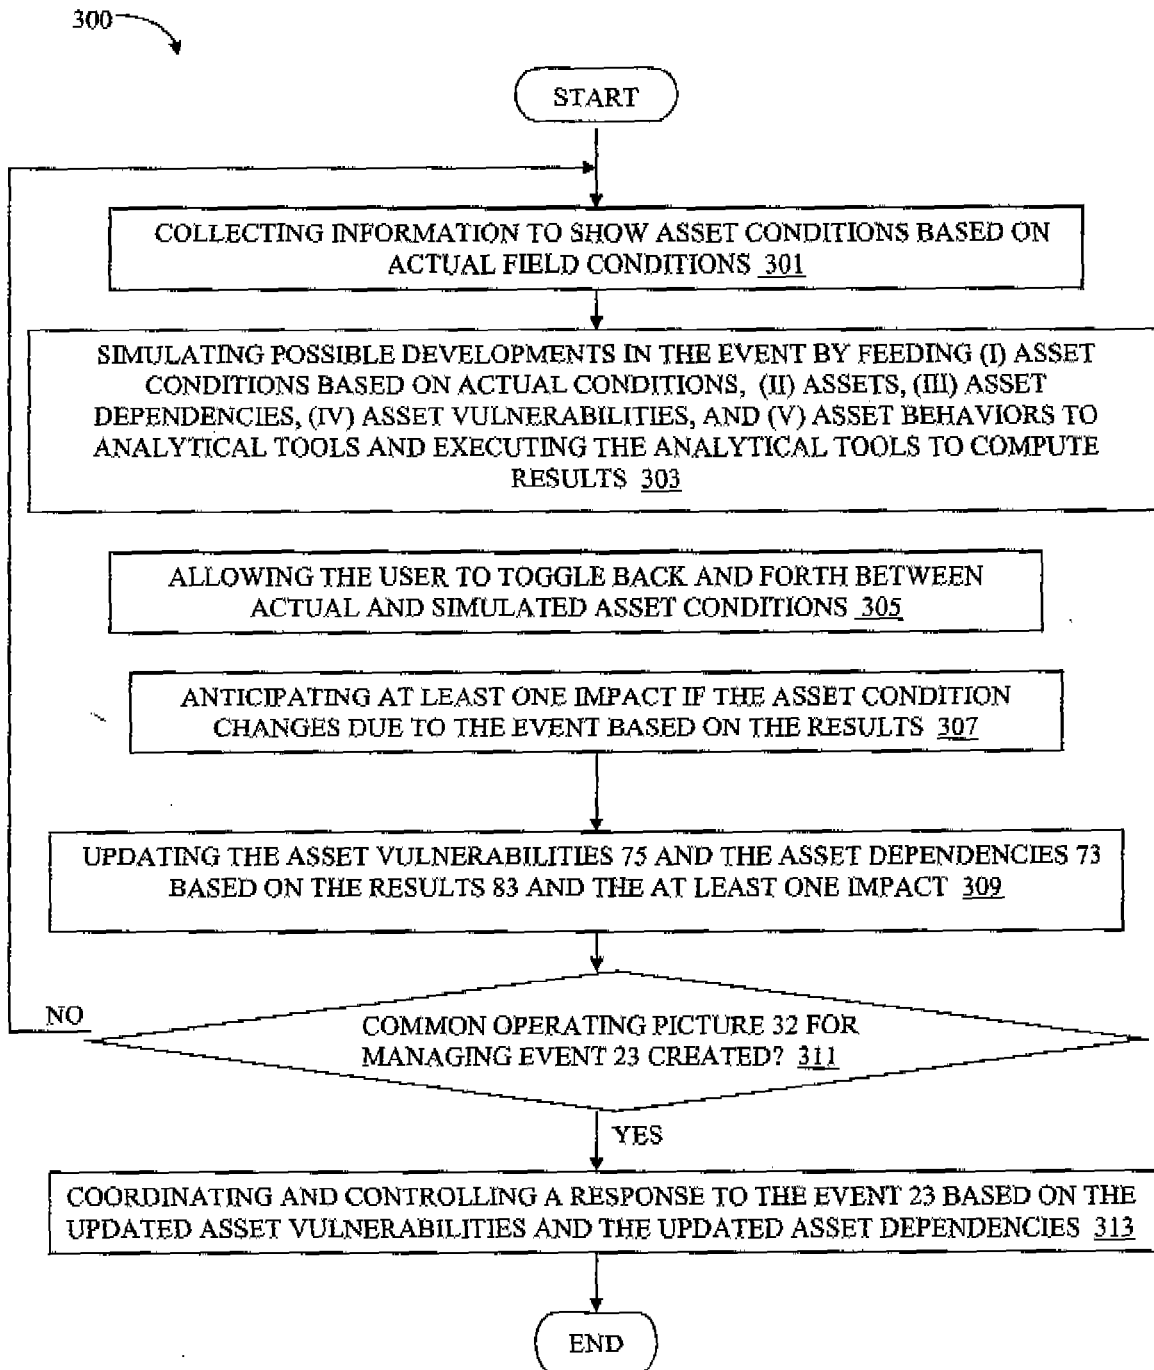 300
START
COLLECTING INFORMATION TO SHOW ASSET CONDITIONS BASED ON
ACTUAL FIELD CONDITIONS 301
SIMULATING POSSIBLE DEVELOPMENTS IN THE EVENT BY FEEDING (I) ASSET
CONDITIONS BASED ON ACTUAL CONDITIONS, (II) ASSETS, (III) ASSET
DEPENDENCIES, (IV) ASSET VULNERABILITIES, AND (V) ASSET BEHAVIORS TO
ANALYTICAL TOOLS AND EXECUTING THE ANALYTICAL TOOLS TO COMPUTE
RESULTS 303
ALLOWING THE USER TO TOGGLE BACK AND FORTH BETWEEN
ACTUAL AND SIMULATED ASSET CONDITIONS 305
ANTICIPATING AT LEAST ONE IMPACT IF THE ASSET CONDITION
CHANGES DUE TO THE EVENT BASED ON THE RESULTS 307
UPDATING THE ASSET VULNERABILITIES 75 AND THE ASSET DEPENDENCIES 73
BASED ON THE RESULTS 83 AND THE AT LEAST ONE IMPACT 309
NO
COMMON OPERATING PICTURE 32 FOR
MANAGING EVENT 23 CREATED? 311
YES
COORDINATING AND CONTROLLING A RESPONSE TO THE EVENT 23 BASED ON THE
UPDATED ASSET VULNERABILITIES AND THE UPDATED ASSET DEPENDENCIES 313
END